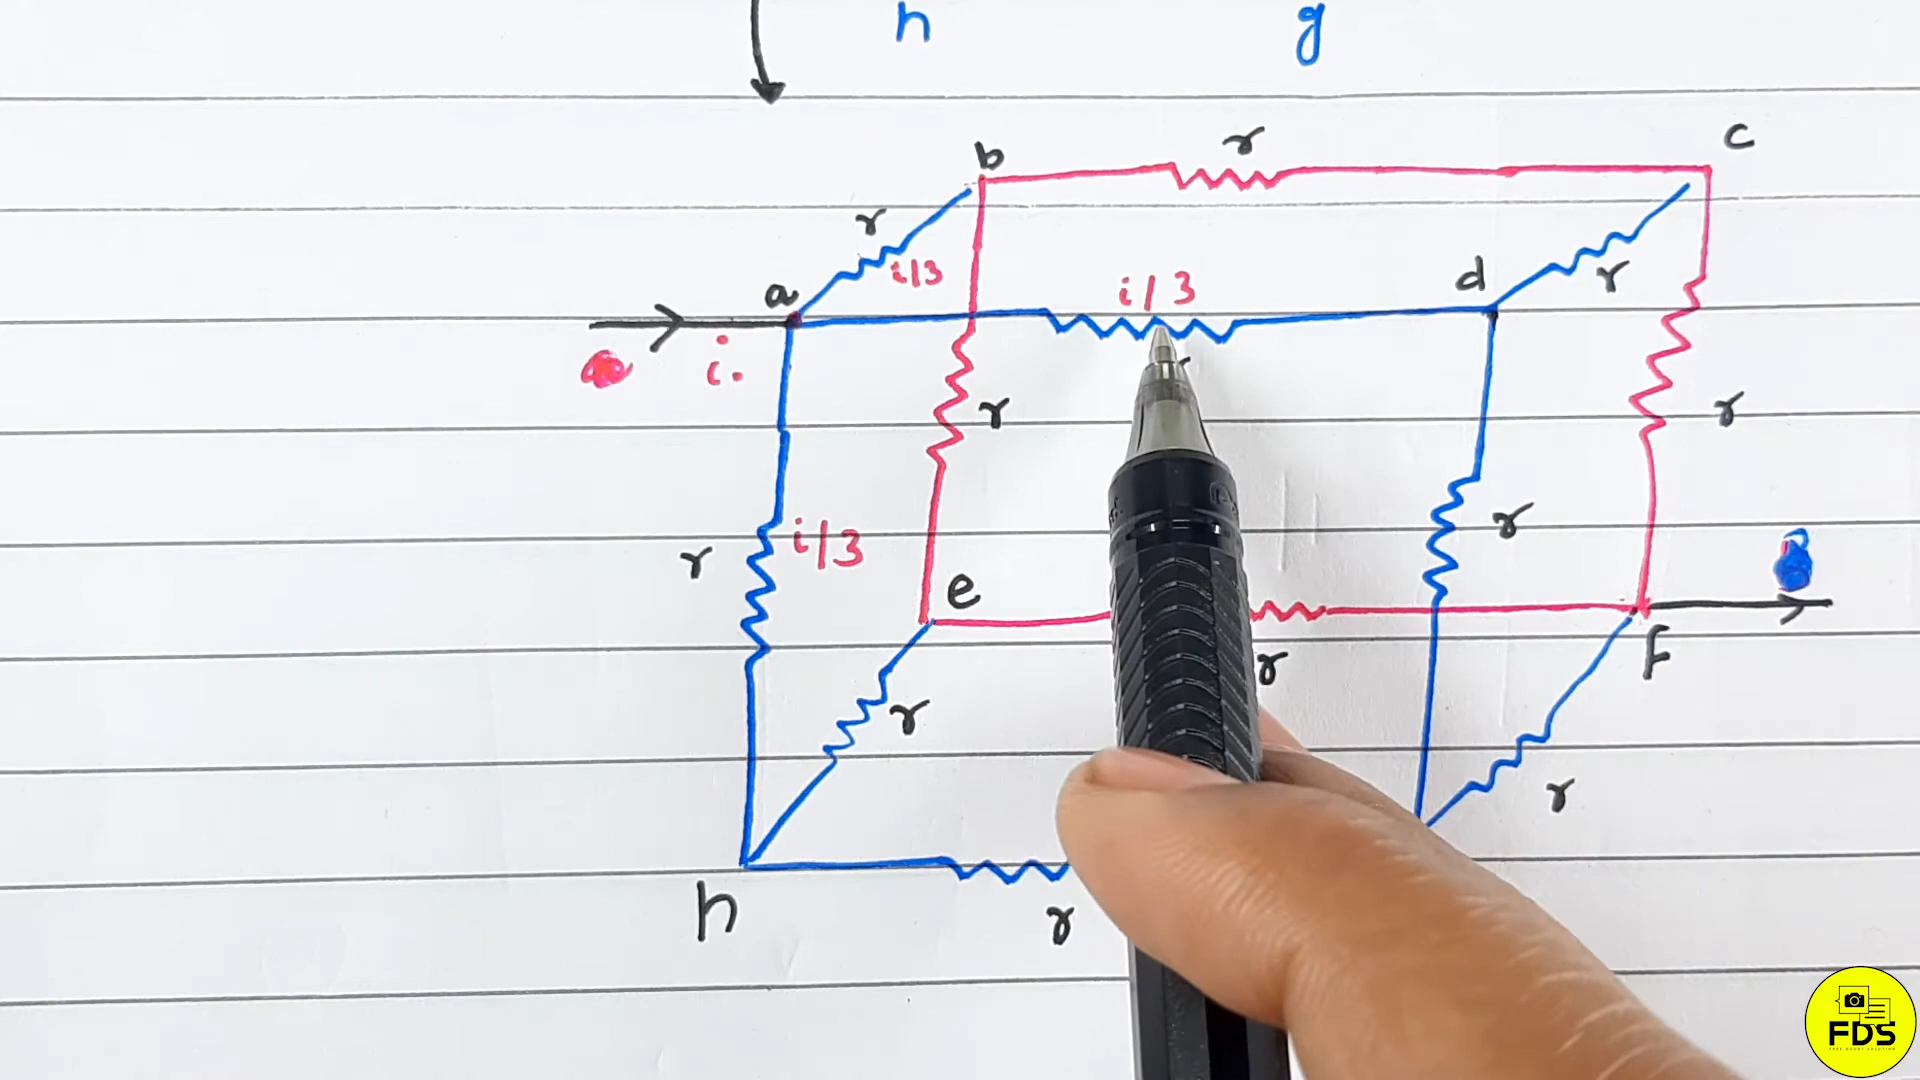 h g
b r c
r
i/3
a i/3 d r
i.
r r
i/3 r
r
e
r f
r
r
h r
FDS